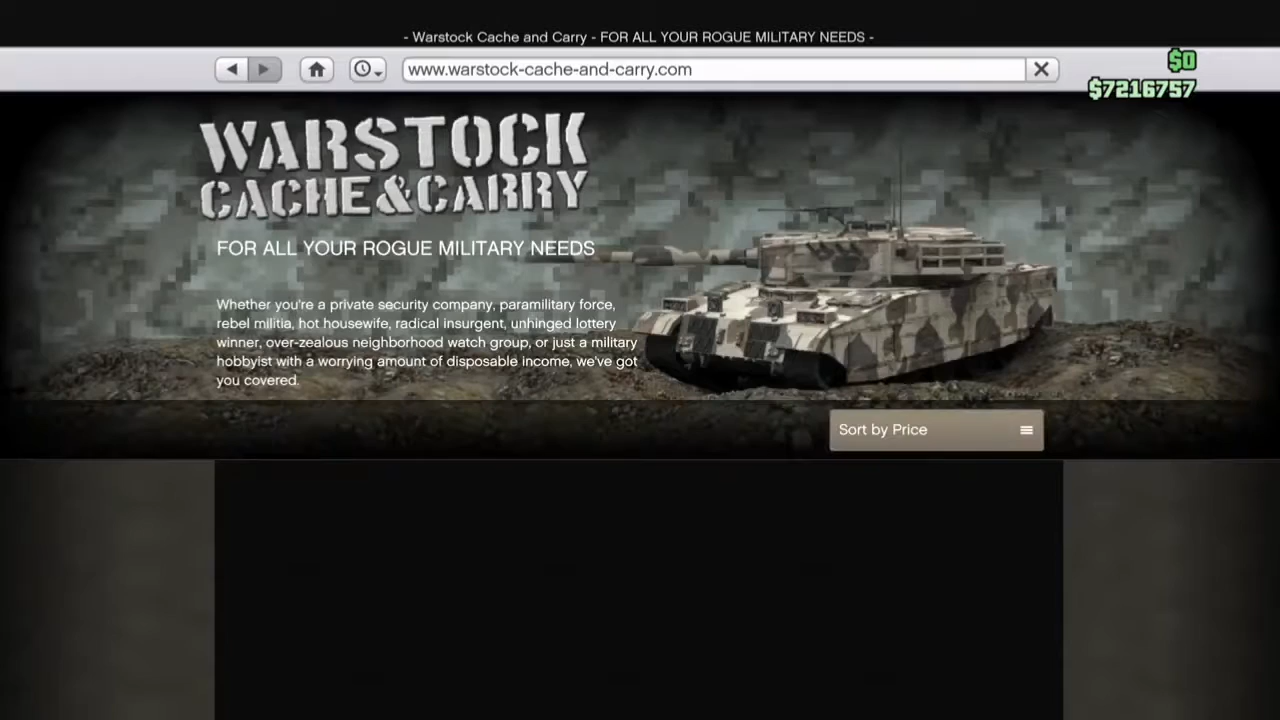 - Warstock Cache and Carry - FOR ALL YOUR ROGUE MILITARY NEEDS -
www.warstock-cache-and-carry.com
$0
$7216757
WARSTOCK
CACHE&CARRY
FOR ALL YOUR ROGUE MILITARY NEEDS
Whether you're a private security company, paramilitary force,
rebel militia, hot housewife, radical insurgent, unhinged lottery
winner, over-zealous neighborhood watch group, or just a military
hobbyist with a worrying amount of disposable income, we've got
you covered.
Sort by Price